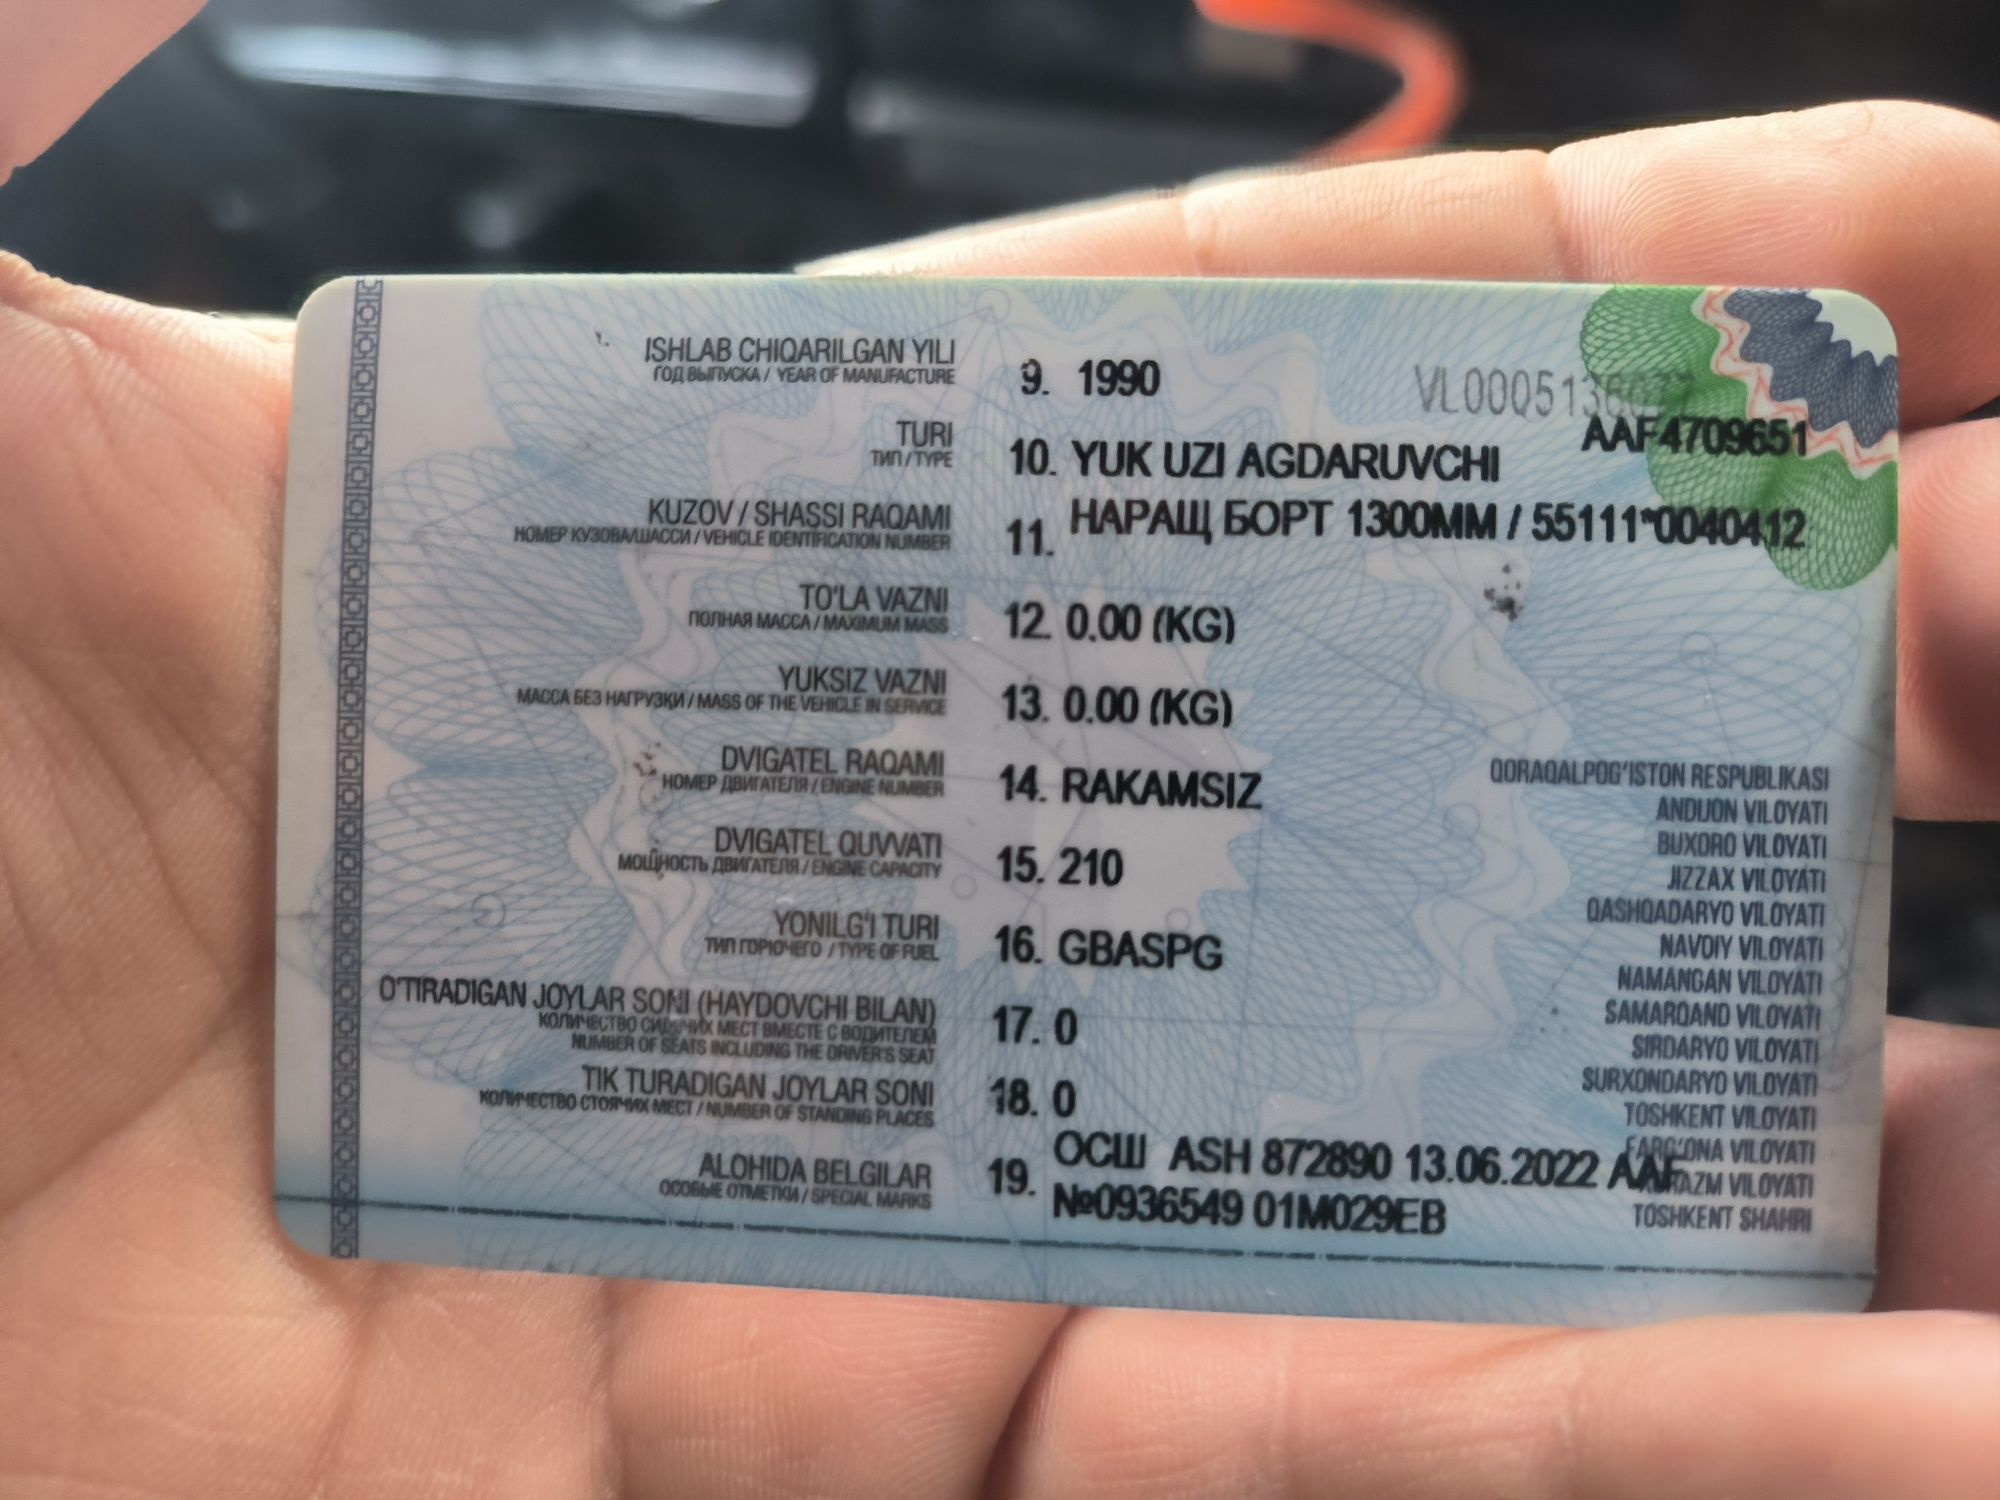 ISHLAB CHIQARILGAN YILI
ГОД ВЫПУСКА / YEAR OF MANUFACTURE
9. 1990
AAF4709651
TURI
ТИП / TYPE
10. YUK UZI AGDARUVCHI
KUZOV / SHASSI RAQAMI
НОМЕР КУЗОВА/ШАССИ / VEHICLE IDENTIFICATION NUMBER
11. НАРАЩ БОРТ 1300ММ / 55111*0040412
TO'LA VAZNI
ПОЛНАЯ МАССА / MAXIMUM MASS
12. 0.00 (KG)
YUKSIZ VAZNI
МАССА БЕЗ НАГРУЗКИ / MASS OF THE VEHICLE IN SERVICE
13. 0.00 (KG)
DVIGATEL RAQAMI
НОМЕР ДВИГАТЕЛЯ / ENGINE NUMBER
14. RAKAMSIZ
DVIGATEL QUVVATI
МОЩНОСТЬ ДВИГАТЕЛЯ / ENGINE CAPACITY
15. 210
YONILG'I TURI
ТИП ГОРЮЧЕГО / TYPE OF FUEL
16. GBASPG
O'TIRADIGAN JOYLAR SONI (HAYDOVCHI BILAN)
КОЛИЧЕСТВО СИДЯЧИХ МЕСТ ВМЕСТЕ С ВОДИТЕЛЕМ
NUMBER OF SEATS INCLUDING THE DRIVER'S SEAT
17. 0
TIK TURADIGAN JOYLAR SONI
КОЛИЧЕСТВО СТОЯЧИХ МЕСТ / NUMBER OF STANDING PLACES
18. 0
ALOHIDA BELGILAR
ОСОБЫЕ ОТМЕТКИ / SPECIAL MARKS
19. ОСШ ASH 872890 13.06.2022 AAF
№0936549 01M029EB
QORAQALPOG'ISTON RESPUBLIKASI
ANDIJON VILOYATI
BUXORO VILOYATI
JIZZAX VILOYATI
QASHQADARYO VILOYATI
NAVOIY VILOYATI
NAMANGAN VILOYATI
SAMARQAND VILOYATI
SIRDARYO VILOYATI
SURXONDARYO VILOYATI
TOSHKENT VILOYATI
FARG'ONA VILOYATI
VILOYATI
TOSHKENT SHAHRI